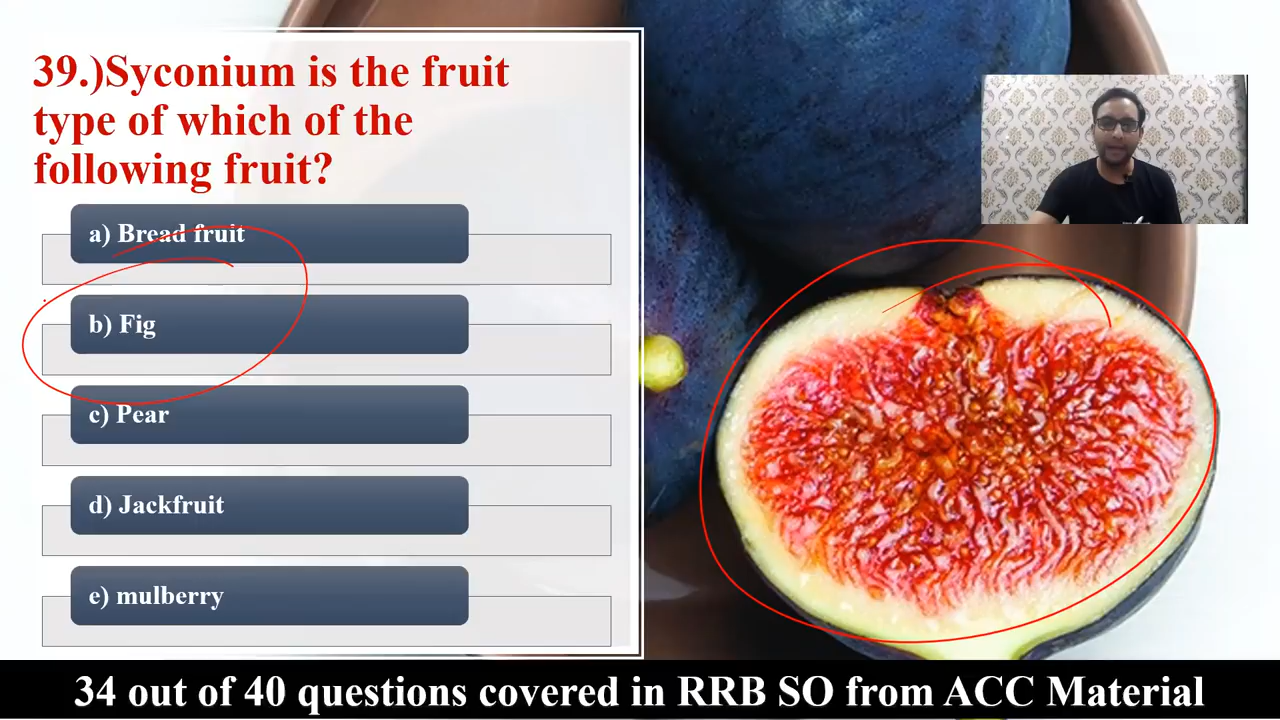 39.)Syconium is the fruit
type of which of the
following fruit?
a) Bread fruit
b) Fig
c) Pear
d) Jackfruit
e) mulberry
34 out of 40 questions covered in RRB SO from ACC Material